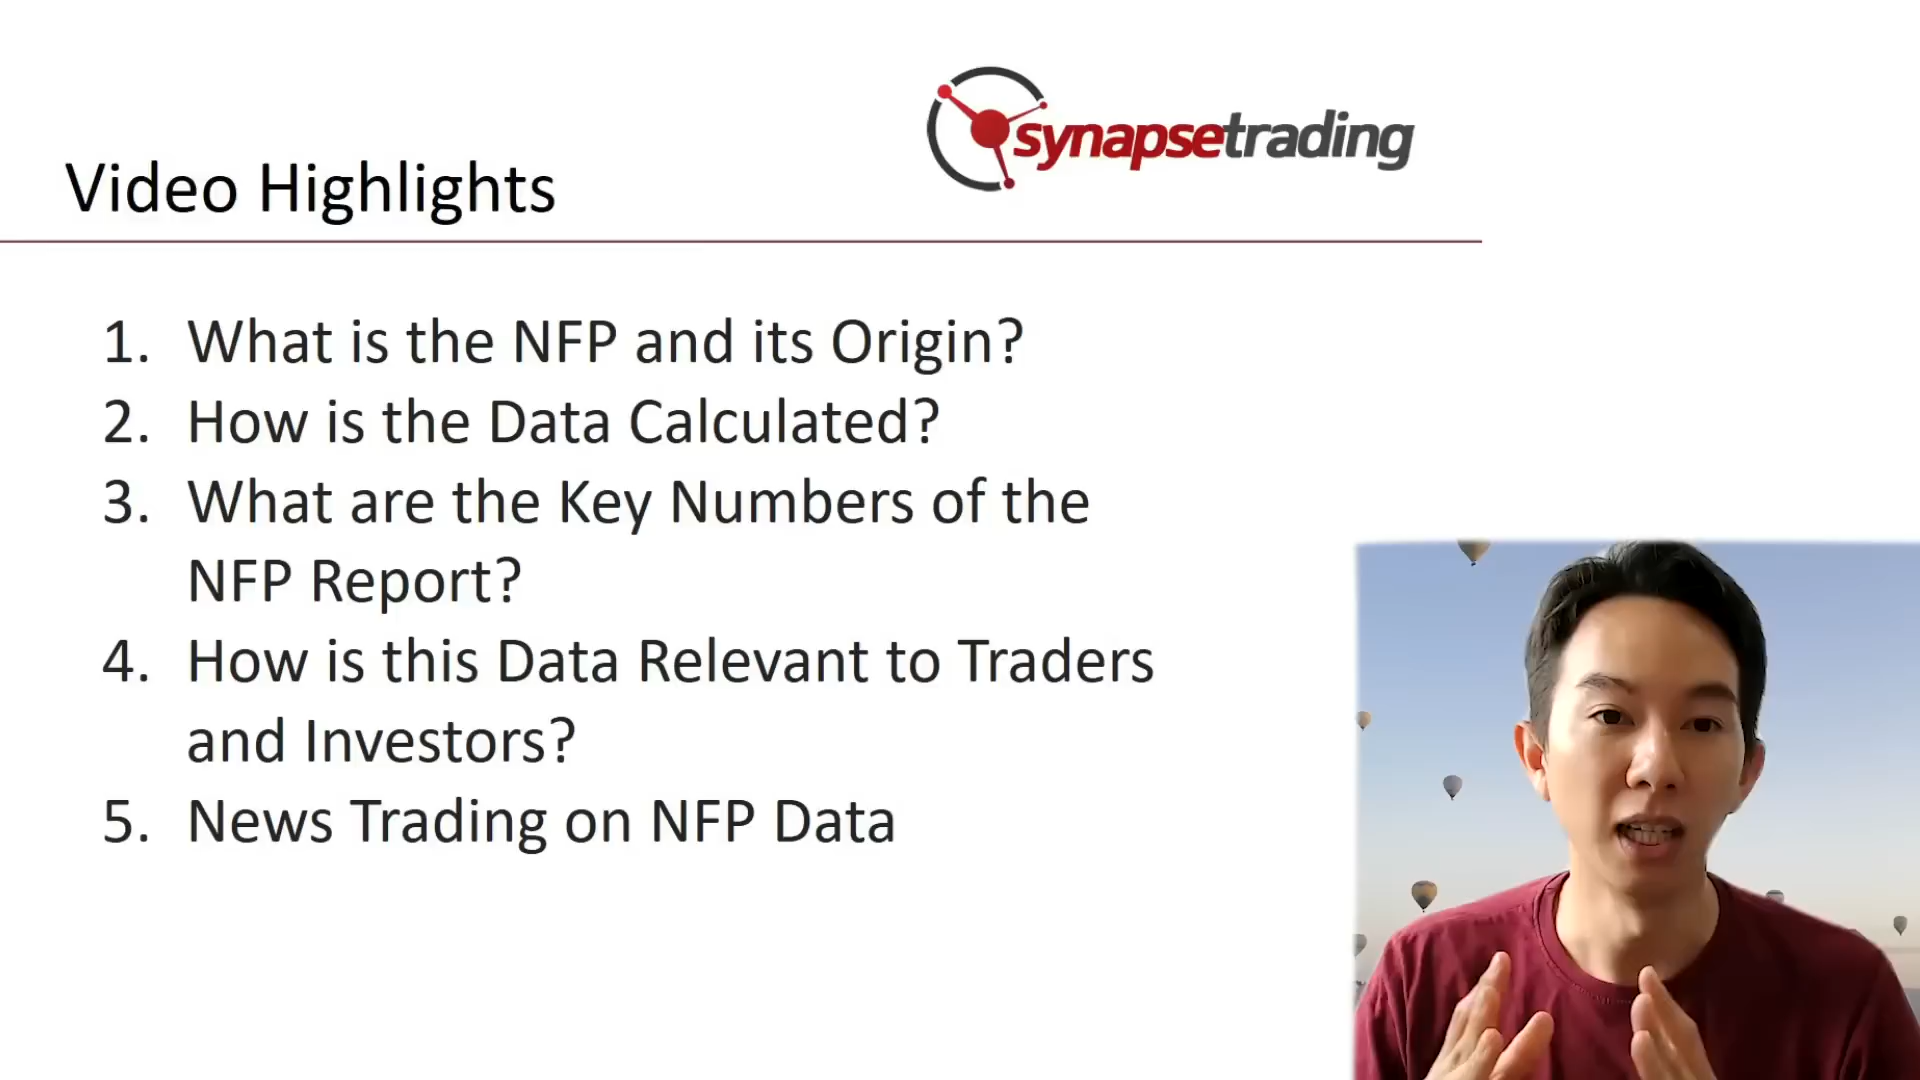 synapsetrading
Video Highlights
1. What is the NFP and its Origin?
2. How is the Data Calculated?
3. What are the Key Numbers of the
NFP Report?
4. How is this Data Relevant to Traders
and Investors?
5. News Trading on NFP Data